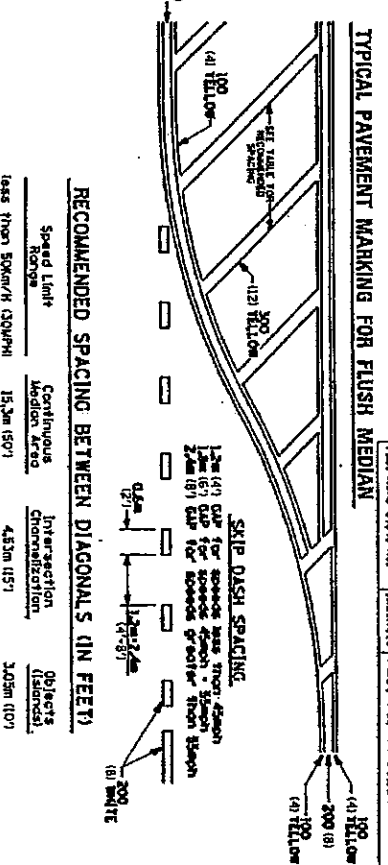 TYPICAL PAVEMENT MARKING FOR FLUSH MEDIAN
100
(4) YELLOW
200 (8)
100
(4) YELLOW
100
(4) YELLOW
SEE TABLE FOR
RECOMMENDED
SPACING
300
(12) YELLOW
SKIP DASH SPACING
1.2m (4') GAP for speeds less than 45mph
1.8m (6') GAP for speeds 45mph - 55mph
2.4m (8') GAP for speeds greater than 55mph
0.6m
(2')
1.2m-2.4m
(4'-8')
200
(8) WHITE
RECOMMENDED SPACING BETWEEN DIAGONALS (IN FEET)
Speed Limit Range
Continuous Median Area
Intersection Channelization
Objects (Islands)
less than 50Km/H (30MPH)
15.3m (50')
4.53m (15')
3.03m (10')